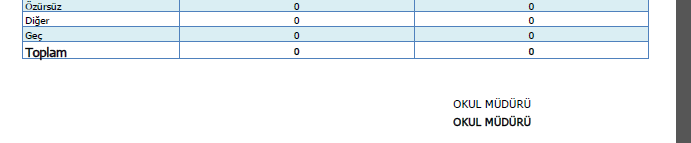 Özürsüz 0 0
Diğer 0 0
Geç 0 0
Toplam 0 0
OKUL MÜDÜRÜ
OKUL MÜDÜRÜ